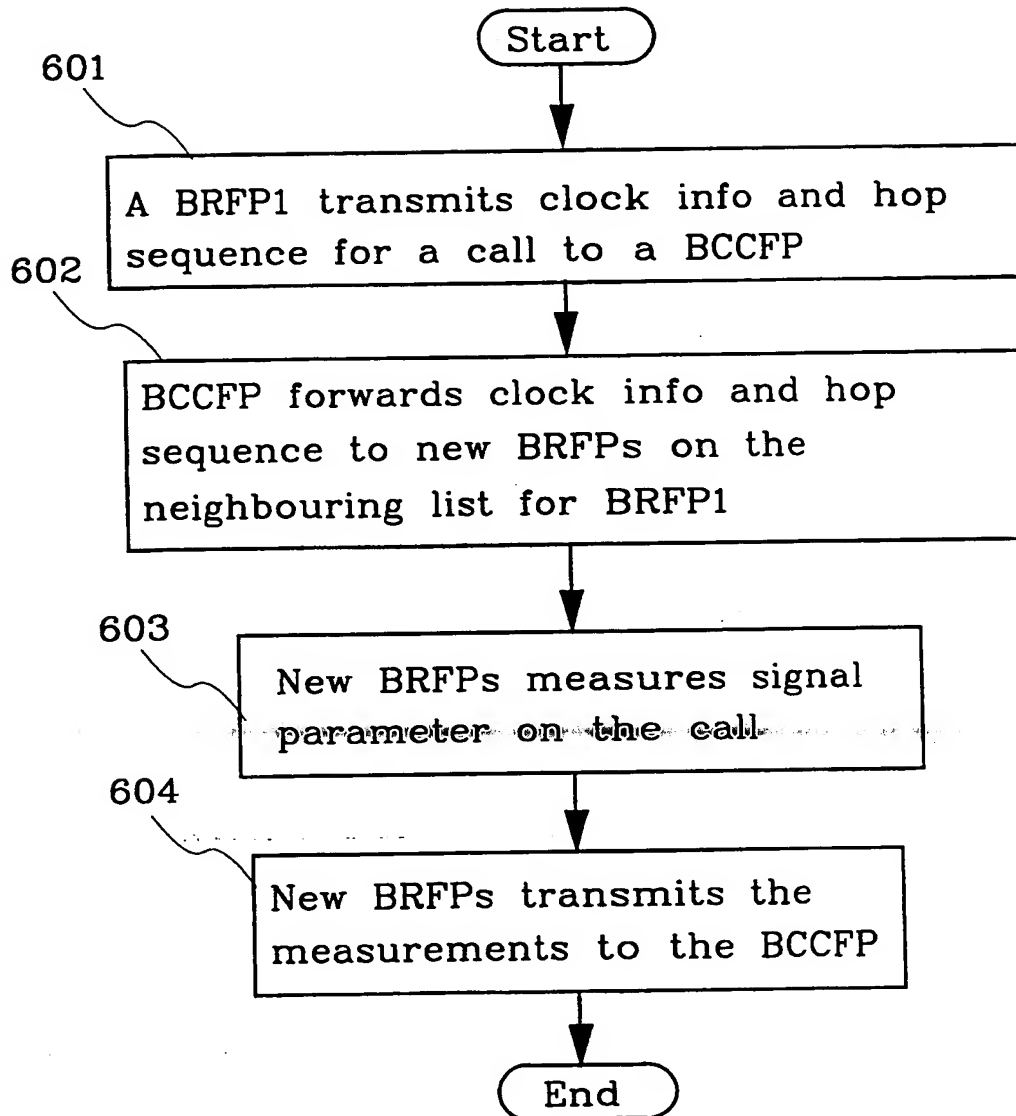 Start
601
A BRFP1 transmits clock info and hop
sequence for a call to a BCCFP
602
BCCFP forwards clock info and hop
sequence to new BRFPs on the
neighbouring list for BRFP1
603
New BRFPs measures signal
parameter on the call
604
New BRFPs transmits the
measurements to the BCCFP
End